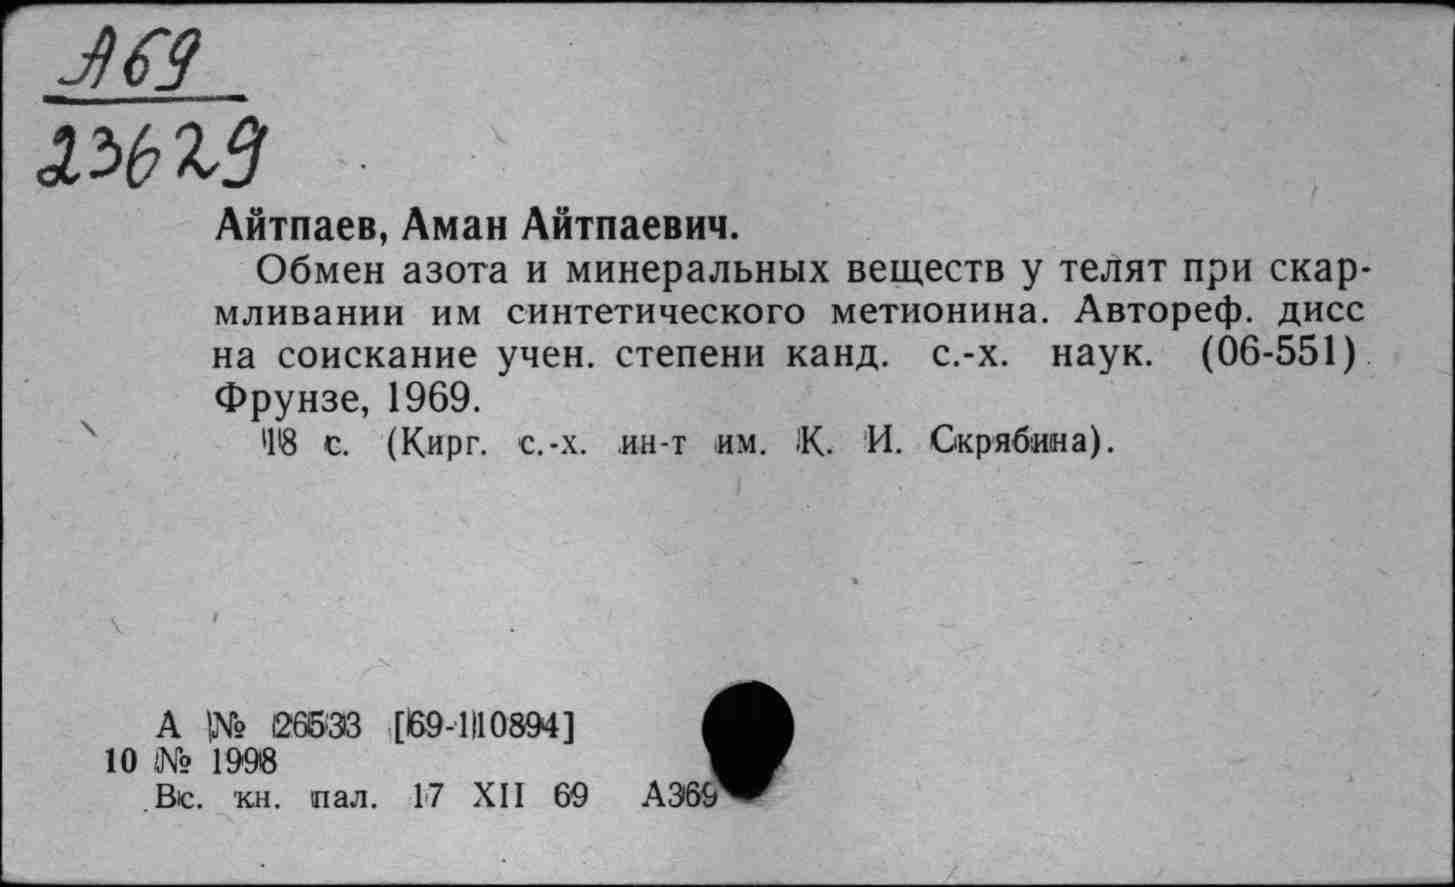 А69
23629
Айтпаев, Аман Айтпаевич.
Обмен азота и минеральных веществ у телят при скар-
мливании им синтетического метионина. Автореф. дисс
на соискание учен. степени канд. с.-х. наук. (06-551)
Фрунзе, 1969.
18 с. (Кирг. с.-х. ин-т им. К. И. Скрябина).
А № 26533 [69-110894]
10 № 1998
Вс. кн. пал. 17 XII 69 А369